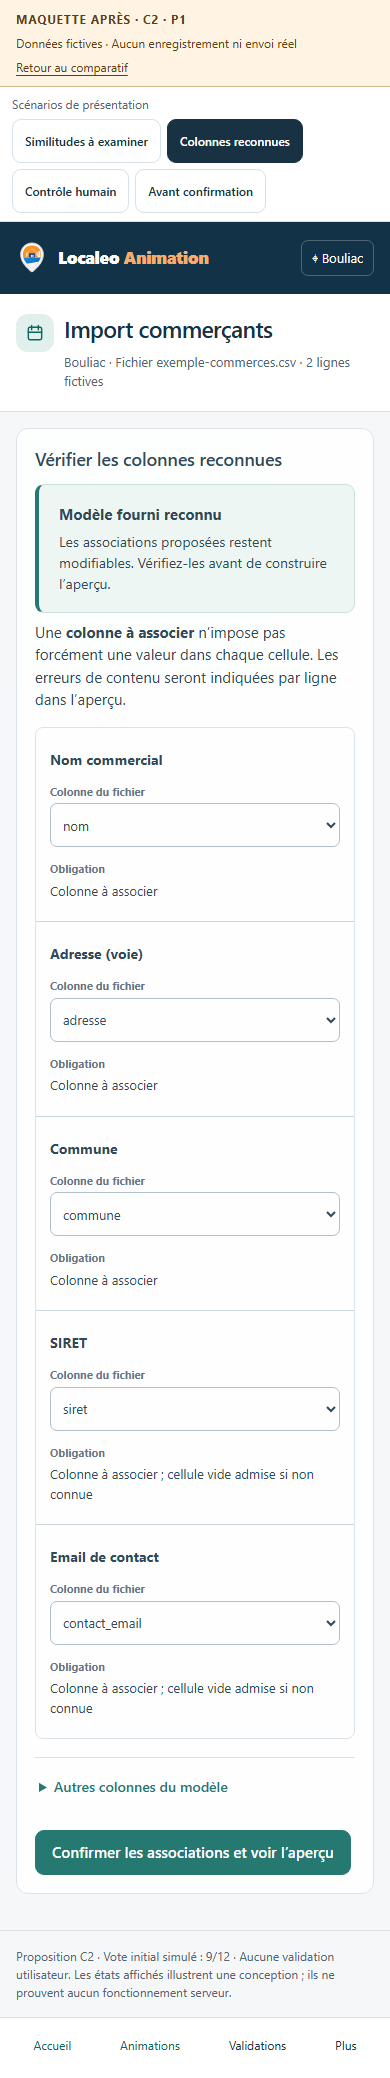 MAQUETTE APRÈS · C2 · P1
Données fictives · Aucun enregistrement ni envoi réel
Retour au comparatif
Scénarios de présentation
Similitudes à examiner
Colonnes reconnues
Contrôle humain
Avant confirmation
Localeo Animation
⌖ Bouliac
Import commerçants
Bouliac · Fichier exemple-commerces.csv · 2 lignes
fictives
Vérifier les colonnes reconnues
Modèle fourni reconnu
Les associations proposées restent
modifiables. Vérifiez-les avant de construire
l’aperçu.
Une colonne à associer n’impose pas
forcément une valeur dans chaque cellule. Les
erreurs de contenu seront indiquées par ligne
dans l’aperçu.
Nom commercial
Colonne du fichier
nom
Obligation
Colonne à associer
Adresse (voie)
Colonne du fichier
adresse
Obligation
Colonne à associer
Commune
Colonne du fichier
commune
Obligation
Colonne à associer
SIRET
Colonne du fichier
siret
Obligation
Colonne à associer ; cellule vide admise si non
connue
Email de contact
Colonne du fichier
contact_email
Obligation
Colonne à associer ; cellule vide admise si non
connue
▶ Autres colonnes du modèle
Confirmer les associations et voir l’aperçu
Proposition C2 · Vote initial simulé : 9/12 · Aucune validation
utilisateur. Les états affichés illustrent une conception ; ils ne
prouvent aucun fonctionnement serveur.
Accueil
Animations
Validations
Plus